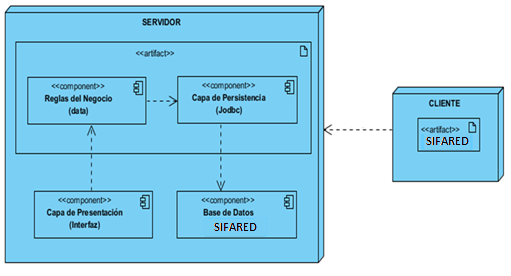 SERVIDOR
<<artifact>>
<<component>>
Reglas del Negocio
(data)
<<component>>
Capa de Persistencia
(Jodbc)
<<component>>
Capa de Presentación
(Interfaz)
<<component>>
Base de Datos
SIFARED
CLIENTE
<<artifact>>
SIFARED